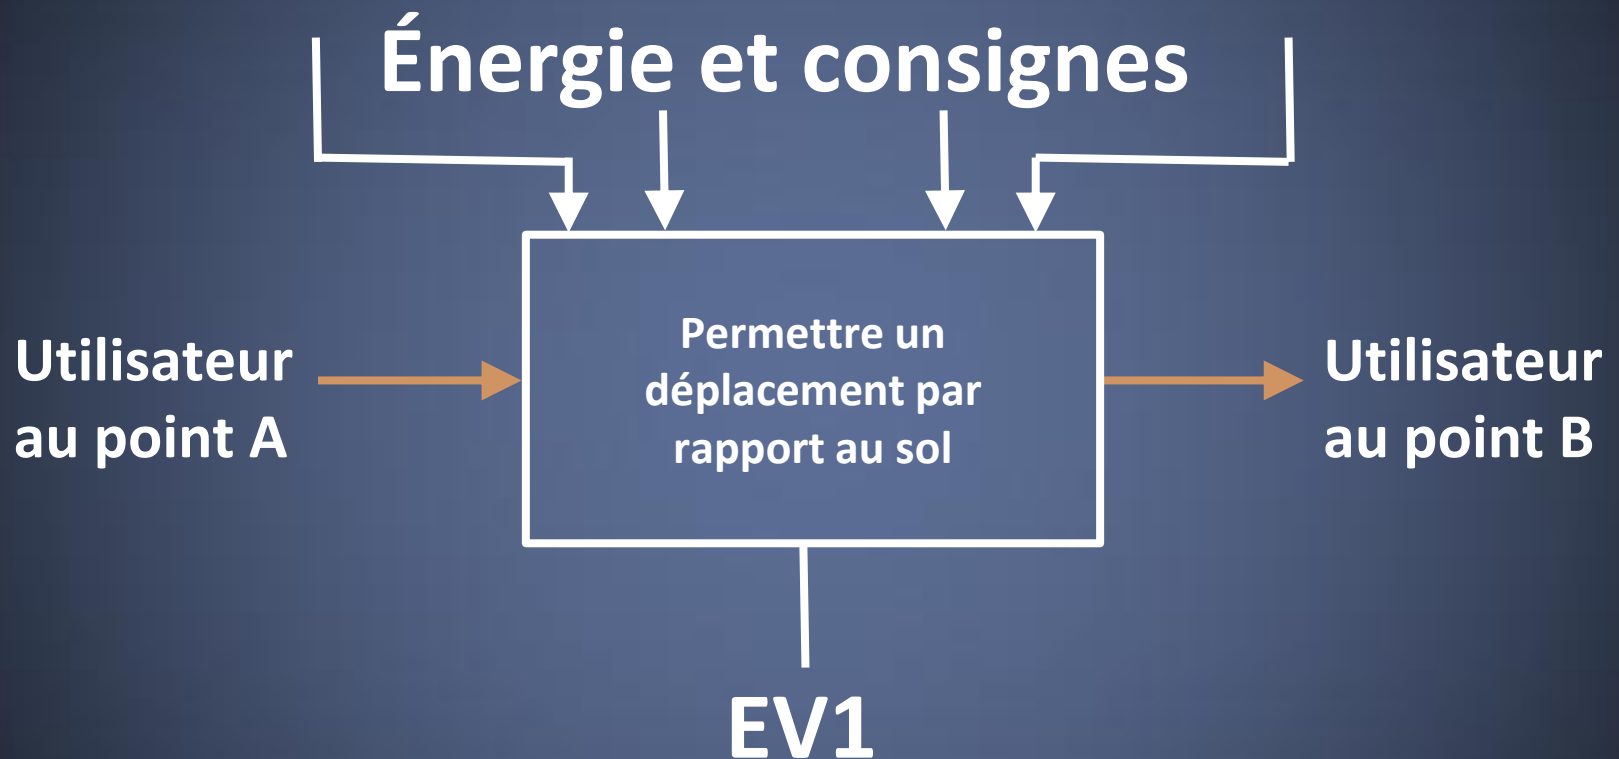 Énergie et consignes
Utilisateur
au point A
Permettre un
déplacement par
rapport au sol
Utilisateur
au point B
EV1